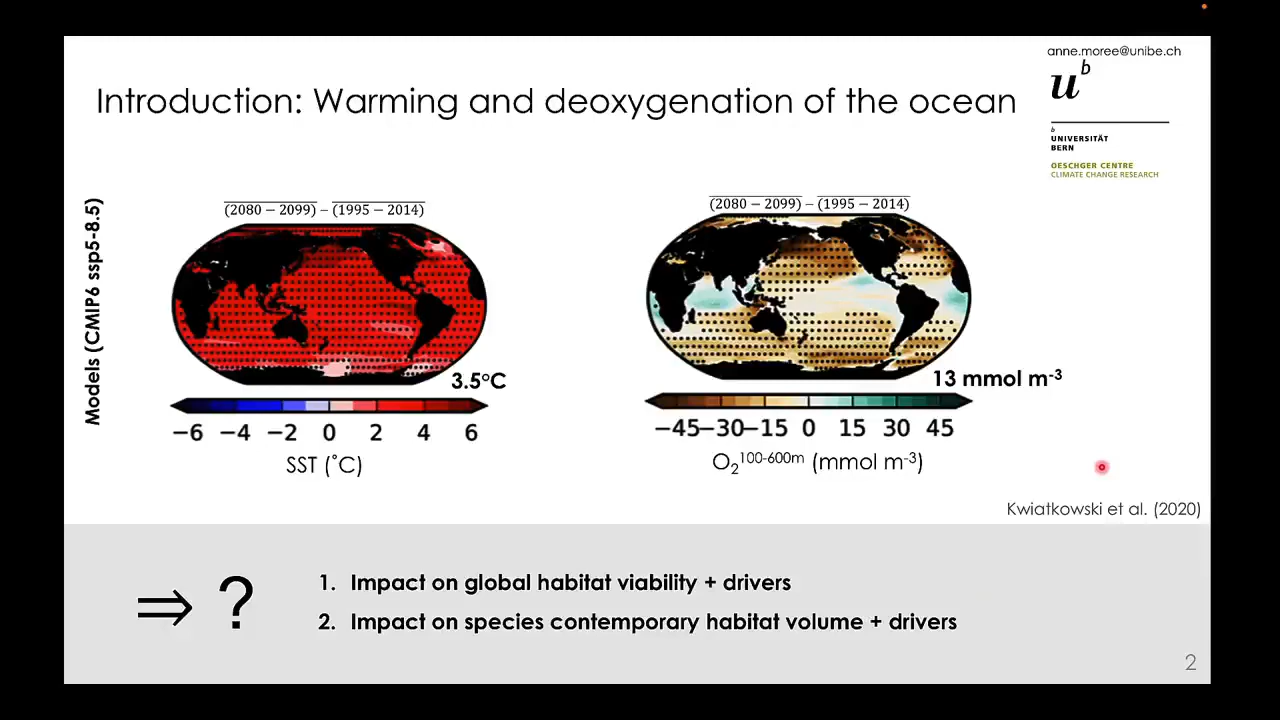 anne.moree@unibe.ch
Introduction: Warming and deoxygenation of the ocean
u^b
b
UNIVERSITÄT
BERN
OESCHGER CENTRE
CLIMATE CHANGE RESEARCH
Models (CMIP6 ssp5-8.5)
(2080 − 2099) − (1995 − 2014)
3.5°C
−6 −4 −2 0 2 4 6
SST (°C)
(2080 − 2099) − (1995 − 2014)
13 mmol m⁻³
−45 −30 −15 0 15 30 45
O₂¹⁰⁰⁻⁶⁰⁰ᵐ (mmol m⁻³)
Kwiatkowski et al. (2020)
⇒ ?
1. Impact on global habitat viability + drivers
2. Impact on species contemporary habitat volume + drivers
2